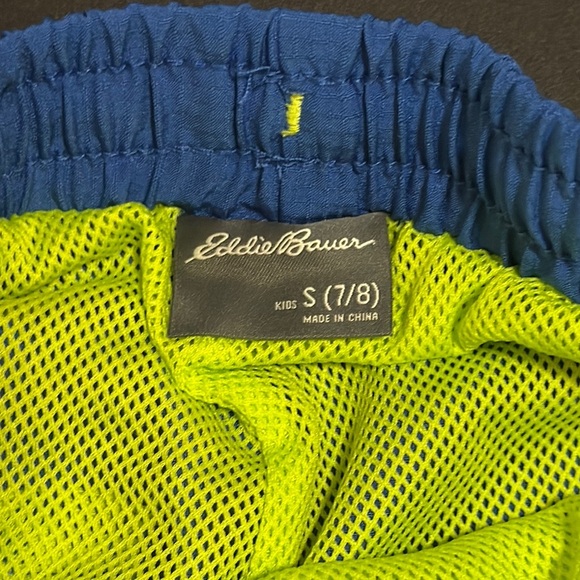 Eddie Bauer
KIDS S (7/8)
MADE IN CHINA